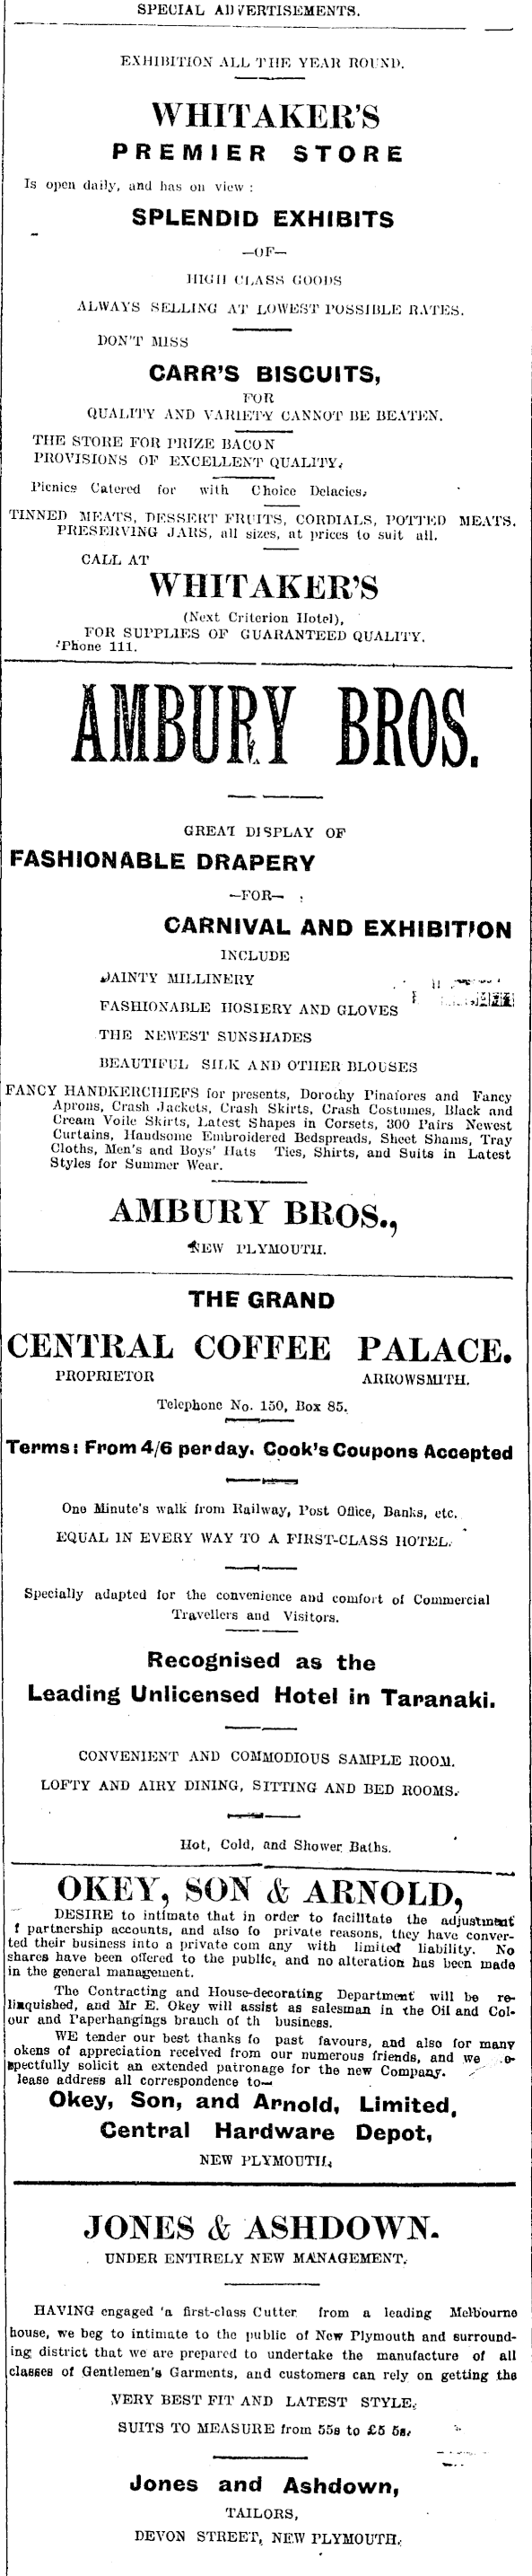 SPECIAL ADVERTISEMENTS.
EXHIBITION ALL THE YEAR ROUND.
WHITAKER'S
PREMIER STORE
Is open daily, and has on view :
SPLENDID EXHIBITS
—OF—
HIGH CLASS GOODS
ALWAYS SELLING AT LOWEST POSSIBLE RATES.
DON'T MISS
CARR'S BISCUITS,
FOR
QUALITY AND VARIETY CANNOT BE BEATEN.
THE STORE FOR PRIZE BACON
PROVISIONS OF EXCELLENT QUALITY.
Picnics Catered for with Choice Delacies.
TINNED MEATS, DESSERT FRUITS, CORDIALS, POTTED MEATS.
PRESERVING JARS, all sizes, at prices to suit all.
CALL AT
WHITAKER'S
(Next Criterion Hotel),
FOR SUPPLIES OF GUARANTEED QUALITY.
'Phone 111.
AMBURY BROS.
GREAT DISPLAY OF
FASHIONABLE DRAPERY
—FOR—
CARNIVAL AND EXHIBITION
INCLUDE
DAINTY MILLINERY
FASHIONABLE HOSIERY AND GLOVES
THE NEWEST SUNSHADES
BEAUTIFUL SILK AND OTHER BLOUSES
FANCY HANDKERCHIEFS for presents, Dorothy Pinafores and Fancy
Aprons, Crash Jackets, Crash Skirts, Crash Costumes, Black and
Cream Voile Skirts, Latest Shapes in Corsets, 300 Pairs Newest
Curtains, Handsome Embroidered Bedspreads, Sheet Shams, Tray
Cloths, Men's and Boys' Hats Ties, Shirts, and Suits in Latest
Styles for Summer Wear.
AMBURY BROS.,
NEW PLYMOUTH.
THE GRAND
CENTRAL COFFEE PALACE.
PROPRIETOR ARROWSMITH.
Telephone No. 150, Box 85.
Terms: From 4/6 per day. Cook's Coupons Accepted
One Minute's walk from Railway, Post Office, Banks, etc.
EQUAL IN EVERY WAY TO A FIRST-CLASS HOTEL.
Specially adapted for the convenience and comfort of Commercial
Travellers and Visitors.
Recognised as the
Leading Unlicensed Hotel in Taranaki.
CONVENIENT AND COMMODIOUS SAMPLE ROOM.
LOFTY AND AIRY DINING, SITTING AND BED ROOMS.
Hot, Cold, and Shower Baths.
OKEY, SON & ARNOLD,
DESIRE to intimate that in order to facilitate the adjustment
f partnership accounts, and also fo private reasons, they have conver-
ted their business into a private com any with limited liability. No
shares have been offered to the public, and no alteration has been made
in the general management.
The Contracting and House-decorating Department will be re-
linquished, and Mr E. Okey will assist as salesman in the Oil and Col-
our and Paperhangings branch of th business.
WE tender our best thanks fo past favours, and also for many
okens of appreciation received from our numerous friends, and we e-
spectfully solicit an extended patronage for the new Company.
lease address all correspondence to—
Okey, Son, and Arnold, Limited,
Central Hardware Depot,
NEW PLYMOUTH.
JONES & ASHDOWN.
UNDER ENTIRELY NEW MANAGEMENT.
HAVING engaged a first-class Cutter from a leading Melbourne
house, we beg to intimate to the public of New Plymouth and surround-
ing district that we are prepared to undertake the manufacture of all
classes of Gentlemen's Garments, and customers can rely on getting the
VERY BEST FIT AND LATEST STYLE.
SUITS TO MEASURE from 55s to £5 5s.
Jones and Ashdown,
TAILORS,
DEVON STREET, NEW PLYMOUTH.